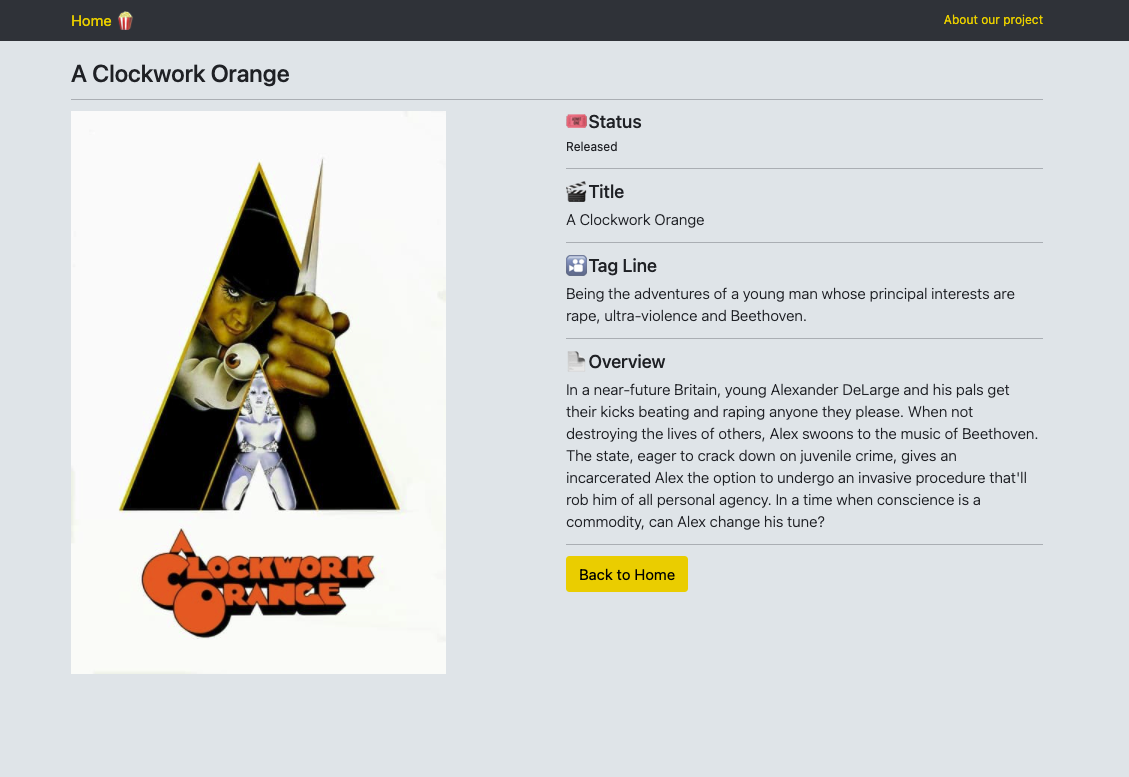 Home
About our project
A Clockwork Orange
Status
Released
Title
A Clockwork Orange
Tag Line
Being the adventures of a young man whose principal interests are
rape, ultra-violence and Beethoven.
Overview
In a near-future Britain, young Alexander DeLarge and his pals get
their kicks beating and raping anyone they please. When not
destroying the lives of others, Alex swoons to the music of Beethoven.
The state, eager to crack down on juvenile crime, gives an
incarcerated Alex the option to undergo an invasive procedure that'll
rob him of all personal agency. In a time when conscience is a
commodity, can Alex change his tune?
Back to Home
A CLOCKWORK
ORANGE